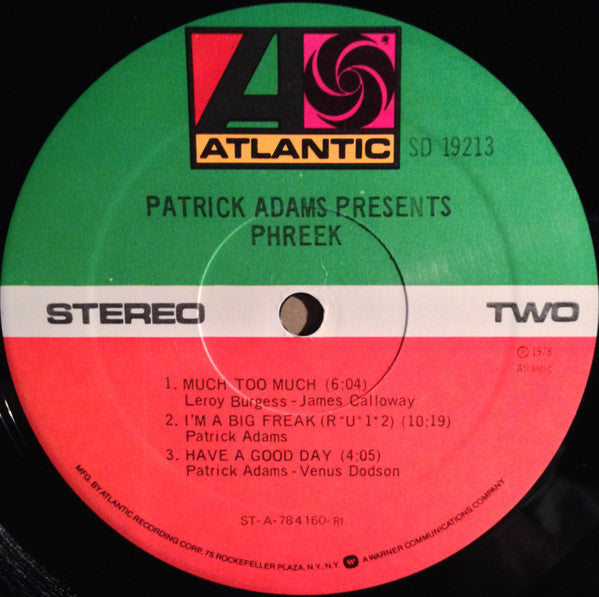 ATLANTIC
SD 19213
PATRICK ADAMS PRESENTS
PHREEK
STEREO
TWO
Ⓟ 1978
Atlantic
1. MUCH TOO MUCH (6:04)
Leroy Burgess - James Calloway
2. I'M A BIG FREAK (R*U*1*2) (10:19)
Patrick Adams
3. HAVE A GOOD DAY (4:05)
Patrick Adams - Venus Dodson
ST-A-784160-RI.
MFG. BY ATLANTIC RECORDING CORP. 75 ROCKEFELLER PLAZA, N.Y. N.Y. W A WARNER COMMUNICATIONS COMPANY